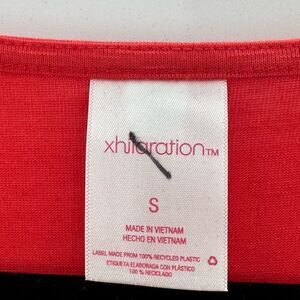 xhilaration™
S
MADE IN VIETNAM
HECHO EN VIETNAM
LABEL MADE FROM 100% RECYCLED PLASTIC
ETIQUETA ELABORADA CON PLÁSTICO
100 % RECICLADO